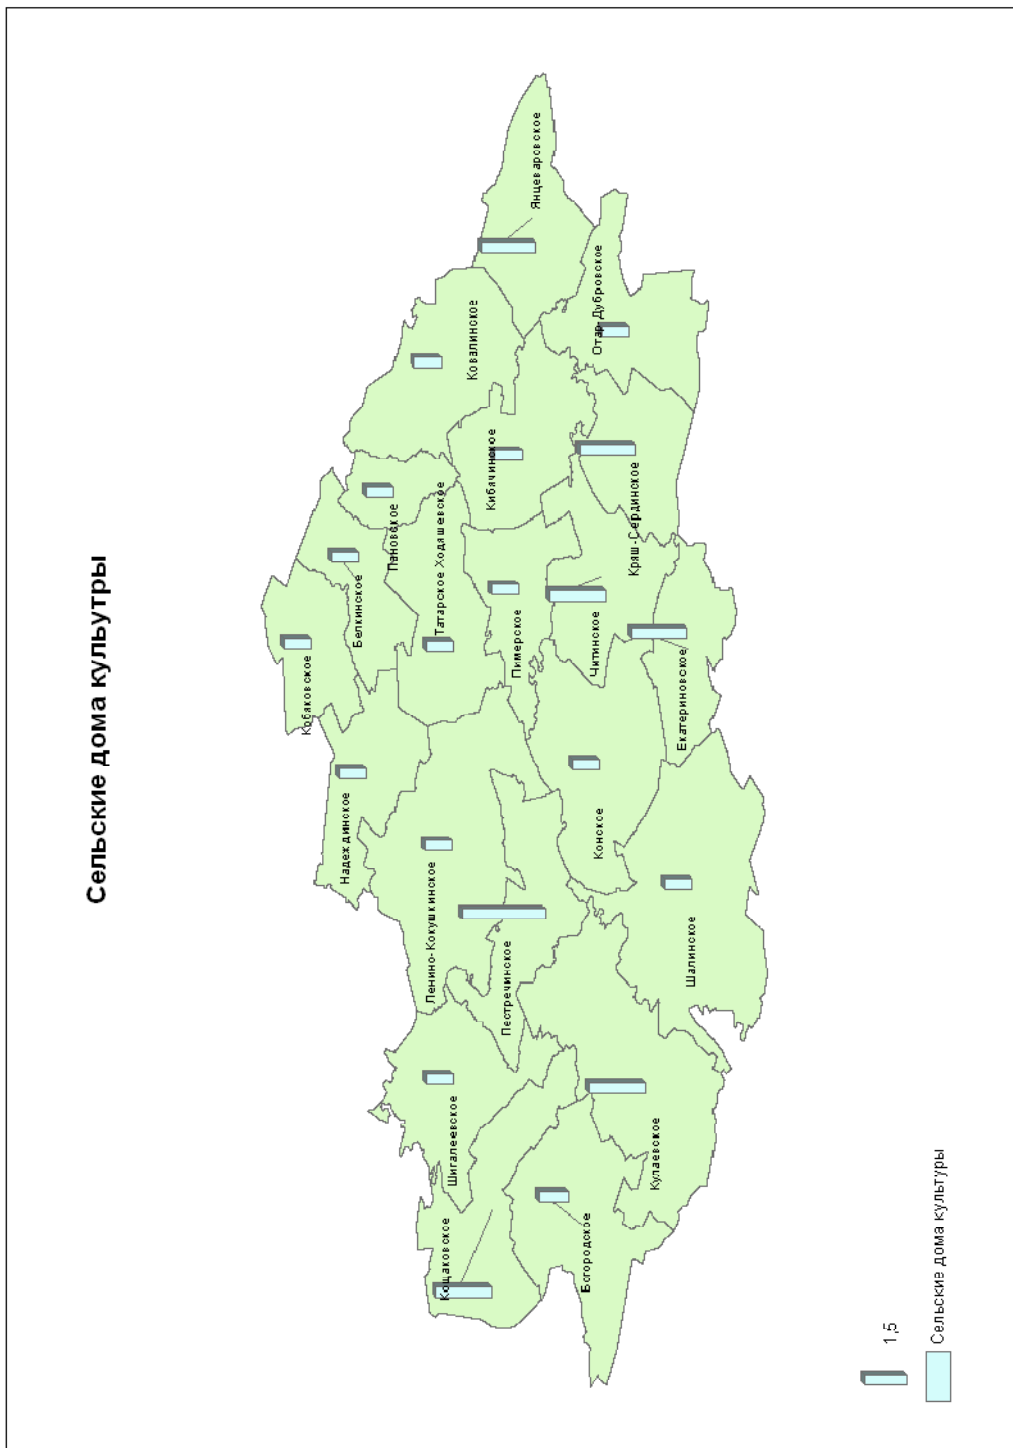 Сельские дома кульутры
Янцеваровское
Отар-Дубровское
Ковалинское
Кибячинское
Кряш-Сердинское
Пановское
Татарское Ходяшевское
Белкинское
Кобяковское
Пимерское
Читинское
Екатериновское
Надеждинское
Ленино-Кокушкинское
Конское
Пестречинское
Шалинское
Шигалеевское
Кулаевское
Кощаковское
Богородское
1,5
Сельские дома культуры